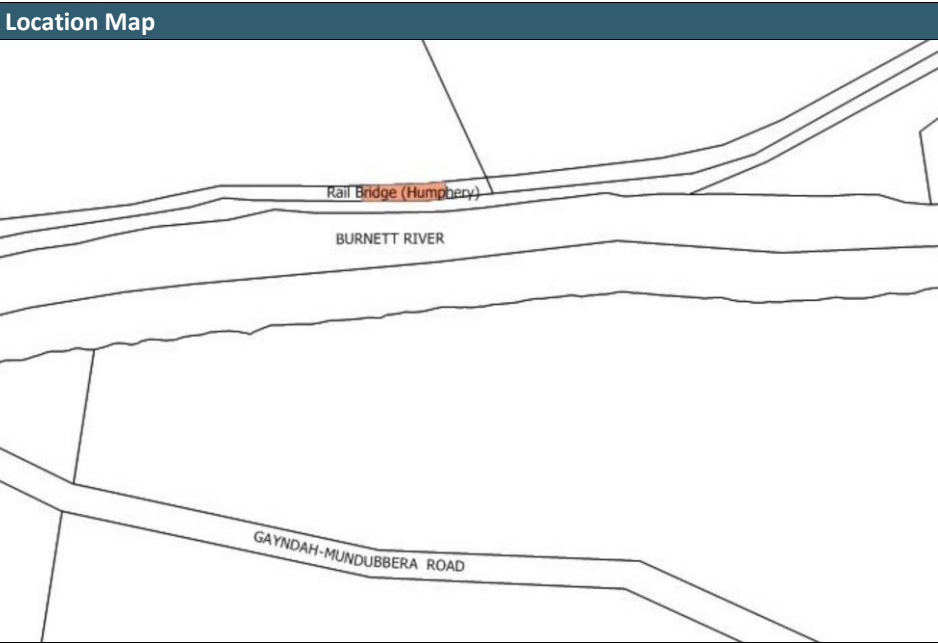 Location Map
Rail Bridge (Humphery)
BURNETT RIVER
GAYNDAH-MUNDUBBERA ROAD